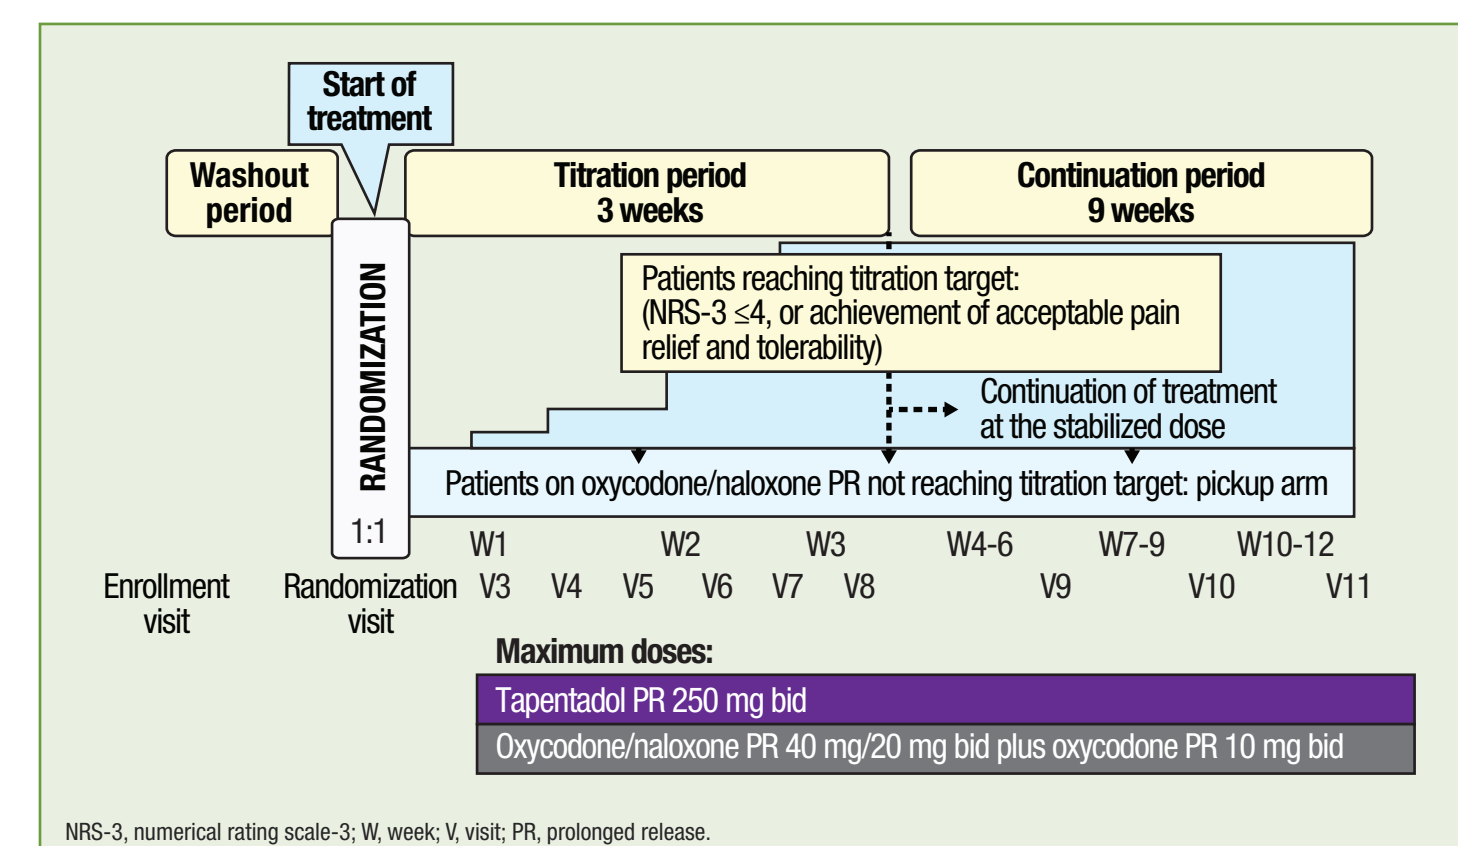 Start of
treatment
Washout
period
Titration period
3 weeks
Continuation period
9 weeks
RANDOMIZATION
1:1
Patients reaching titration target:
(NRS-3 ≤4, or achievement of acceptable pain
relief and tolerability)
Continuation of treatment
at the stabilized dose
Patients on oxycodone/naloxone PR not reaching titration target: pickup arm
W1 W2 W3 W4-6 W7-9 W10-12
Enrollment
visit
Randomization
visit
V3 V4 V5 V6 V7 V8 V9 V10 V11
Maximum doses:
Tapentadol PR 250 mg bid
Oxycodone/naloxone PR 40 mg/20 mg bid plus oxycodone PR 10 mg bid
NRS-3, numerical rating scale-3; W, week; V, visit; PR, prolonged release.